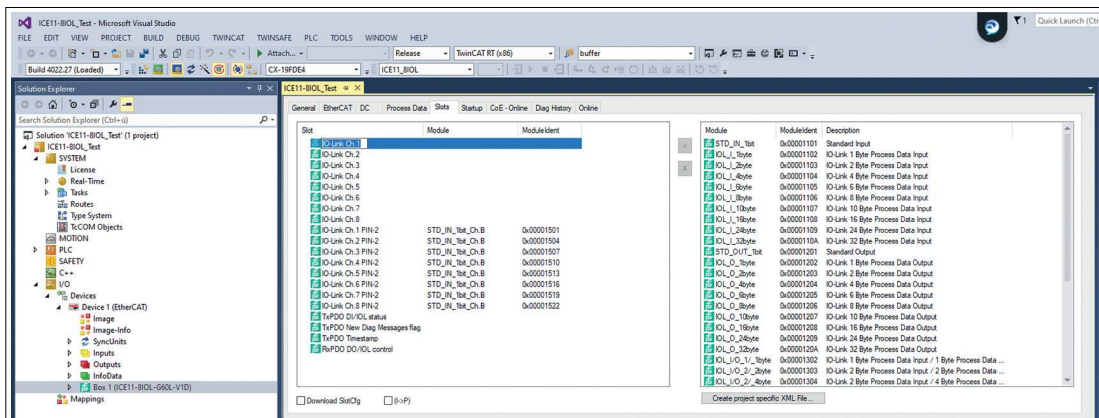 ICE11-8IOL_Test - Microsoft Visual Studio
1
Quick Launch (Ctr
FILE EDIT VIEW PROJECT BUILD DEBUG TWINCAT TWINSAFE PLC TOOLS WINDOW HELP
Attach... Release TwinCAT RT (x86) buffer
Build 4022.27 (Loaded) CX-19FDE4 ICE11_8IOL
Solution Explorer
Search Solution Explorer (Ctrl+ü)
Solution 'ICE11-8IOL_Test' (1 project)
ICE11-8IOL_Test
SYSTEM
License
Real-Time
Tasks
Routes
Type System
TcCOM Objects
MOTION
PLC
SAFETY
C++
I/O
Devices
Device 1 (EtherCAT)
Image
Image-Info
SyncUnits
Inputs
Outputs
InfoData
Box 1 (ICE11-8IOL-G60L-V1D)
Mappings
ICE11-8IOL_Test
General EtherCAT DC Process Data Slots Startup CoE - Online Diag History Online
Slot Module ModuleIdent
IO-Link Ch.1
IO-Link Ch.2
IO-Link Ch.3
IO-Link Ch.4
IO-Link Ch.5
IO-Link Ch.6
IO-Link Ch.7
IO-Link Ch.8
IO-Link Ch.1 PIN-2 STD_IN_1bit_Ch.B 0x00001501
IO-Link Ch.2 PIN-2 STD_IN_1bit_Ch.B 0x00001504
IO-Link Ch.3 PIN-2 STD_IN_1bit_Ch.B 0x00001507
IO-Link Ch.4 PIN-2 STD_IN_1bit_Ch.B 0x00001510
IO-Link Ch.5 PIN-2 STD_IN_1bit_Ch.B 0x00001513
IO-Link Ch.6 PIN-2 STD_IN_1bit_Ch.B 0x00001516
IO-Link Ch.7 PIN-2 STD_IN_1bit_Ch.B 0x00001519
IO-Link Ch.8 PIN-2 STD_IN_1bit_Ch.B 0x00001522
TxPDO DI/IOL status
TxPDO New Diag Messages flag
TxPDO Timestamp
RxPDO DO/IOL control
Download SlotCfg (I->P)
<
X
Module ModuleIdent Description
STD_IN_1bit 0x00001101 Standard Input
IOL_I_1byte 0x00001102 IO-Link 1 Byte Process Data Input
IOL_I_2byte 0x00001103 IO-Link 2 Byte Process Data Input
IOL_I_4byte 0x00001104 IO-Link 4 Byte Process Data Input
IOL_I_6byte 0x00001105 IO-Link 6 Byte Process Data Input
IOL_I_8byte 0x00001106 IO-Link 8 Byte Process Data Input
IOL_I_10byte 0x00001107 IO-Link 10 Byte Process Data Input
IOL_I_16byte 0x00001108 IO-Link 16 Byte Process Data Input
IOL_I_24byte 0x00001109 IO-Link 24 Byte Process Data Input
IOL_I_32byte 0x0000110A IO-Link 32 Byte Process Data Input
STD_OUT_1bit 0x00001201 Standard Output
IOL_O_1byte 0x00001202 IO-Link 1 Byte Process Data Output
IOL_O_2byte 0x00001203 IO-Link 2 Byte Process Data Output
IOL_O_4byte 0x00001204 IO-Link 4 Byte Process Data Output
IOL_O_6byte 0x00001205 IO-Link 6 Byte Process Data Output
IOL_O_8byte 0x00001206 IO-Link 8 Byte Process Data Output
IOL_O_10byte 0x00001207 IO-Link 10 Byte Process Data Output
IOL_O_16byte 0x00001208 IO-Link 16 Byte Process Data Output
IOL_O_24byte 0x00001209 IO-Link 24 Byte Process Data Output
IOL_O_32byte 0x0000120A IO-Link 32 Byte Process Data Output
IOL_I/O_1/_1byte 0x00001302 IO-Link 1 Byte Process Data Input / 1 Byte Process Data ...
IOL_I/O_2/_2byte 0x00001303 IO-Link 2 Byte Process Data Input / 2 Byte Process Data ...
IOL_I/O_2/_4byte 0x00001304 IO-Link 2 Byte Process Data Input / 4 Byte Process Data ...
Create project specific XML File...